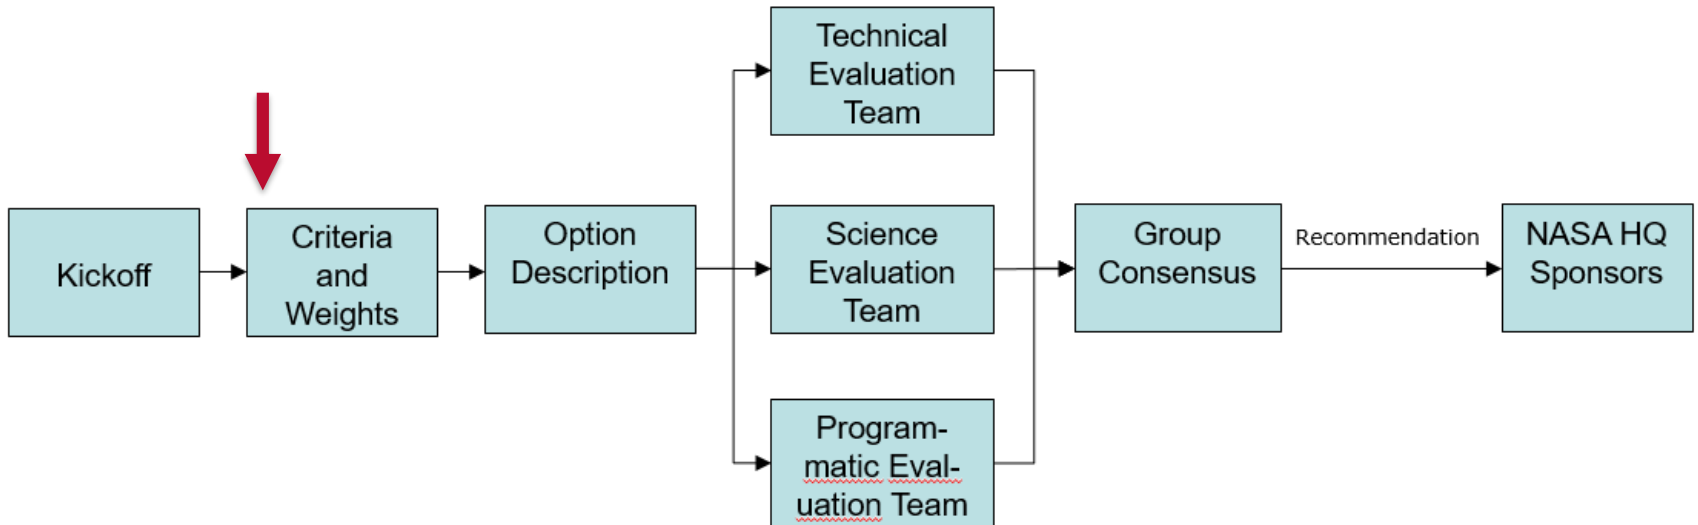 Kickoff
Criteria
and
Weights
Option
Description
Technical
Evaluation
Team
Science
Evaluation
Team
Program-
matic Eval-
uation Team
Group
Consensus
Recommendation
NASA HQ
Sponsors